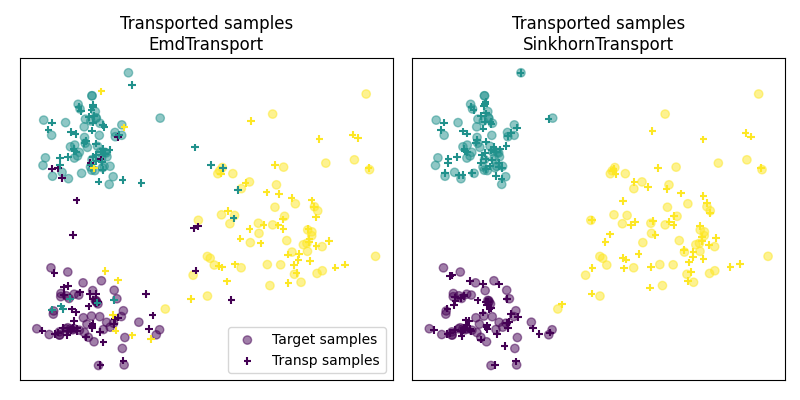 Transported samples
EmdTransport
Transported samples
SinkhornTransport
Target samples
Transp samples